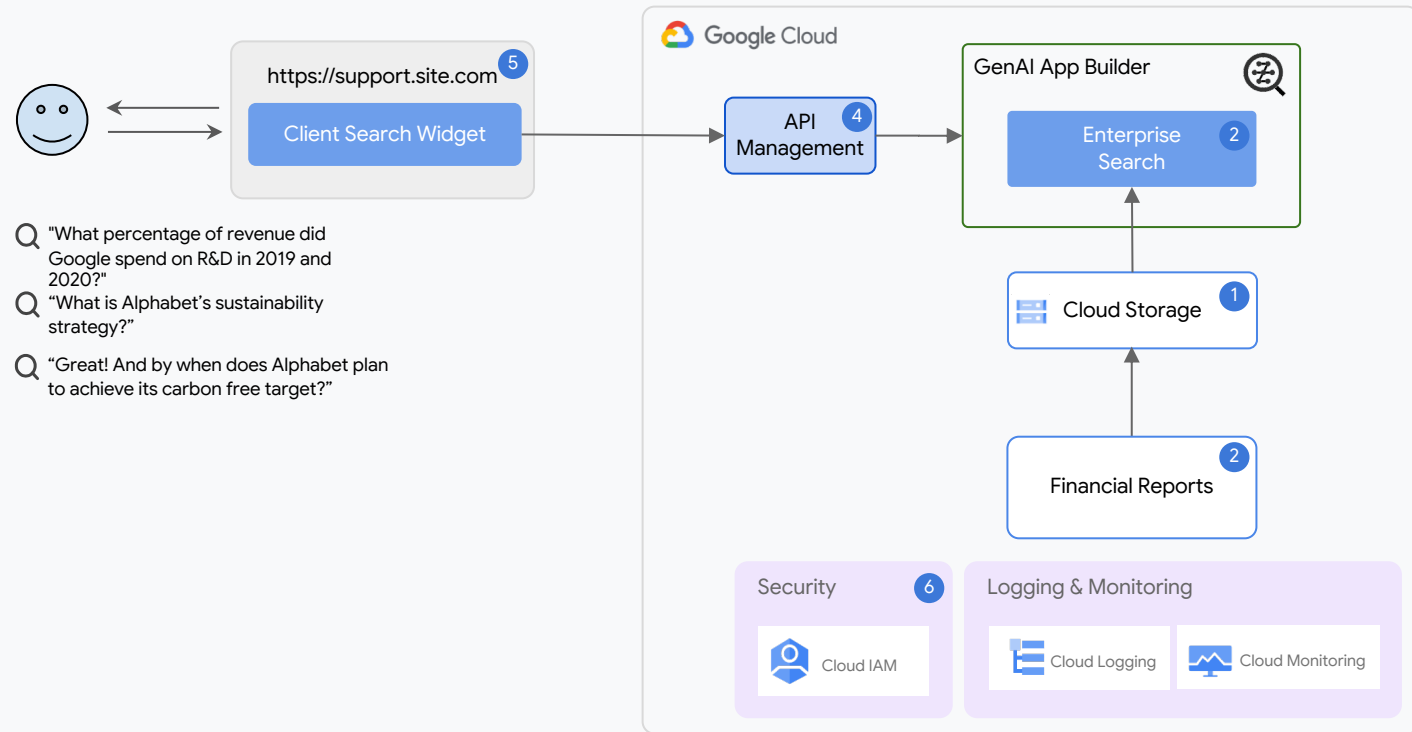 Google Cloud
https://support.site.com
5
Client Search Widget
API
Management
4
GenAI App Builder
Enterprise
Search
2
"What percentage of revenue did
Google spend on R&D in 2019 and
2020?"
“What is Alphabet’s sustainability
strategy?”
“Great! And by when does Alphabet plan
to achieve its carbon free target?”
Cloud Storage
1
Financial Reports
2
Security
6
Cloud IAM
Logging & Monitoring
Cloud Logging
Cloud Monitoring